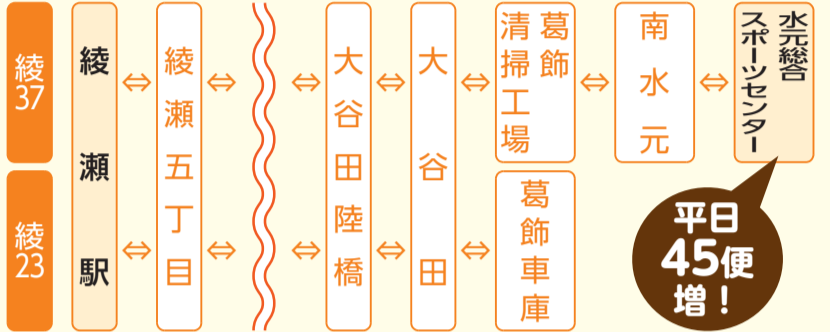 綾37
綾23
綾瀬駅
綾瀬五丁目
大谷田陸橋
大谷田
葛飾
清掃工場
葛飾車庫
南水元
水元総合
スポーツセンター
平日
45便
増！